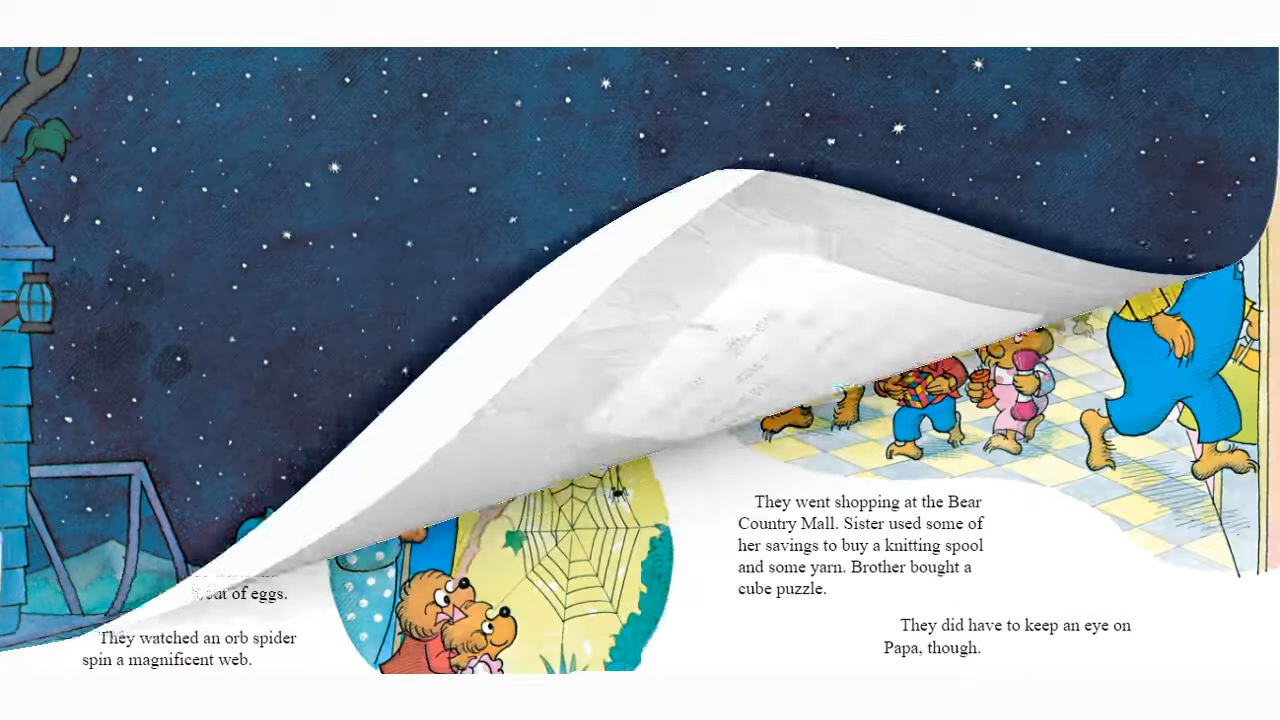 out of eggs.
They watched an orb spider
spin a magnificent web.
They went shopping at the Bear
Country Mall. Sister used some of
her savings to buy a knitting spool
and some yarn. Brother bought a
cube puzzle.
They did have to keep an eye on
Papa, though.